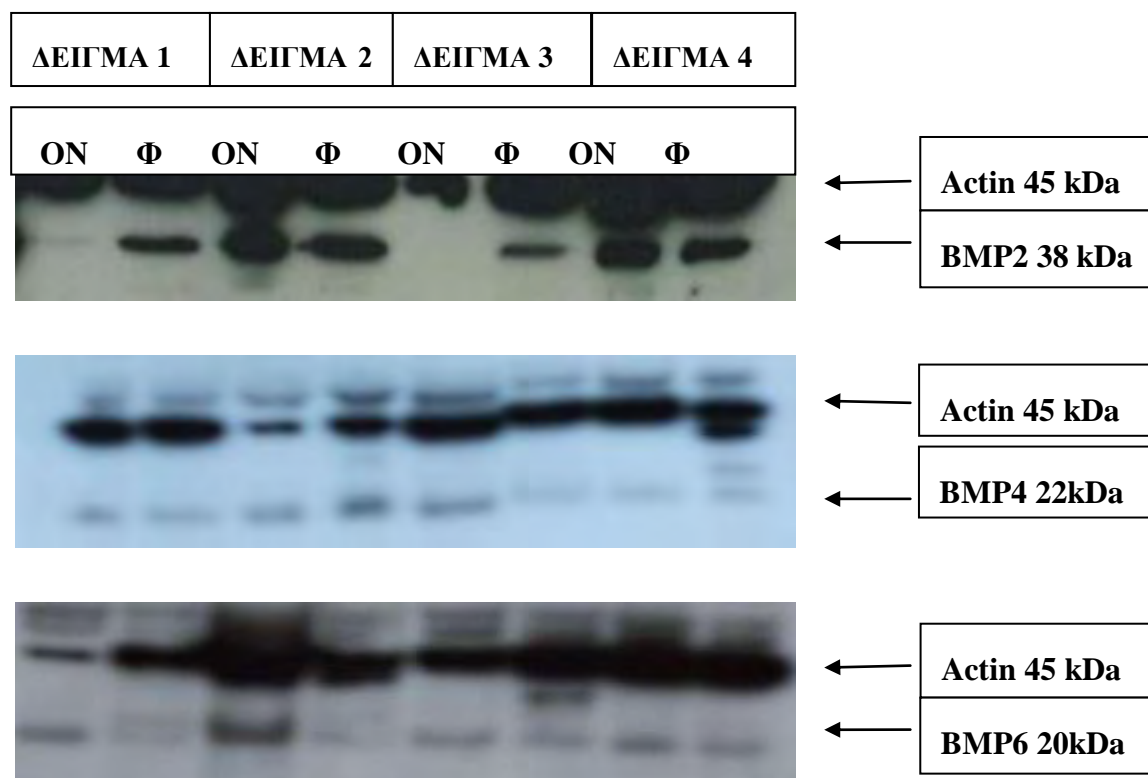 ΔΕΙΓΜΑ 1 ΔΕΙΓΜΑ 2 ΔΕΙΓΜΑ 3 ΔΕΙΓΜΑ 4
ΟΝ Φ ΟΝ Φ ΟΝ Φ ΟΝ Φ
Actin 45 kDa
BMP2 38 kDa
Actin 45 kDa
BMP4 22kDa
Actin 45 kDa
BMP6 20kDa